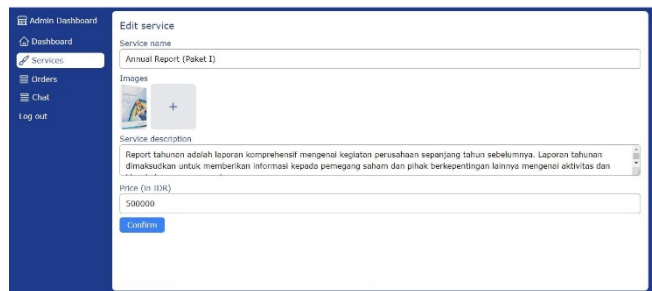 Admin Dashboard
Dashboard
Services
Orders
Chat
Log out
Edit service
Service name
Annual Report (Paket I)
Images
+
Service description
Report tahunan adalah laporan komprehensif mengenai kegiatan perusahaan sepanjang tahun sebelumnya. Laporan tahunan
dimaksudkan untuk memberikan informasi kepada pemegang saham dan pihak berkepentingan lainnya mengenai aktivitas dan
Price (in IDR)
500000
Confirm